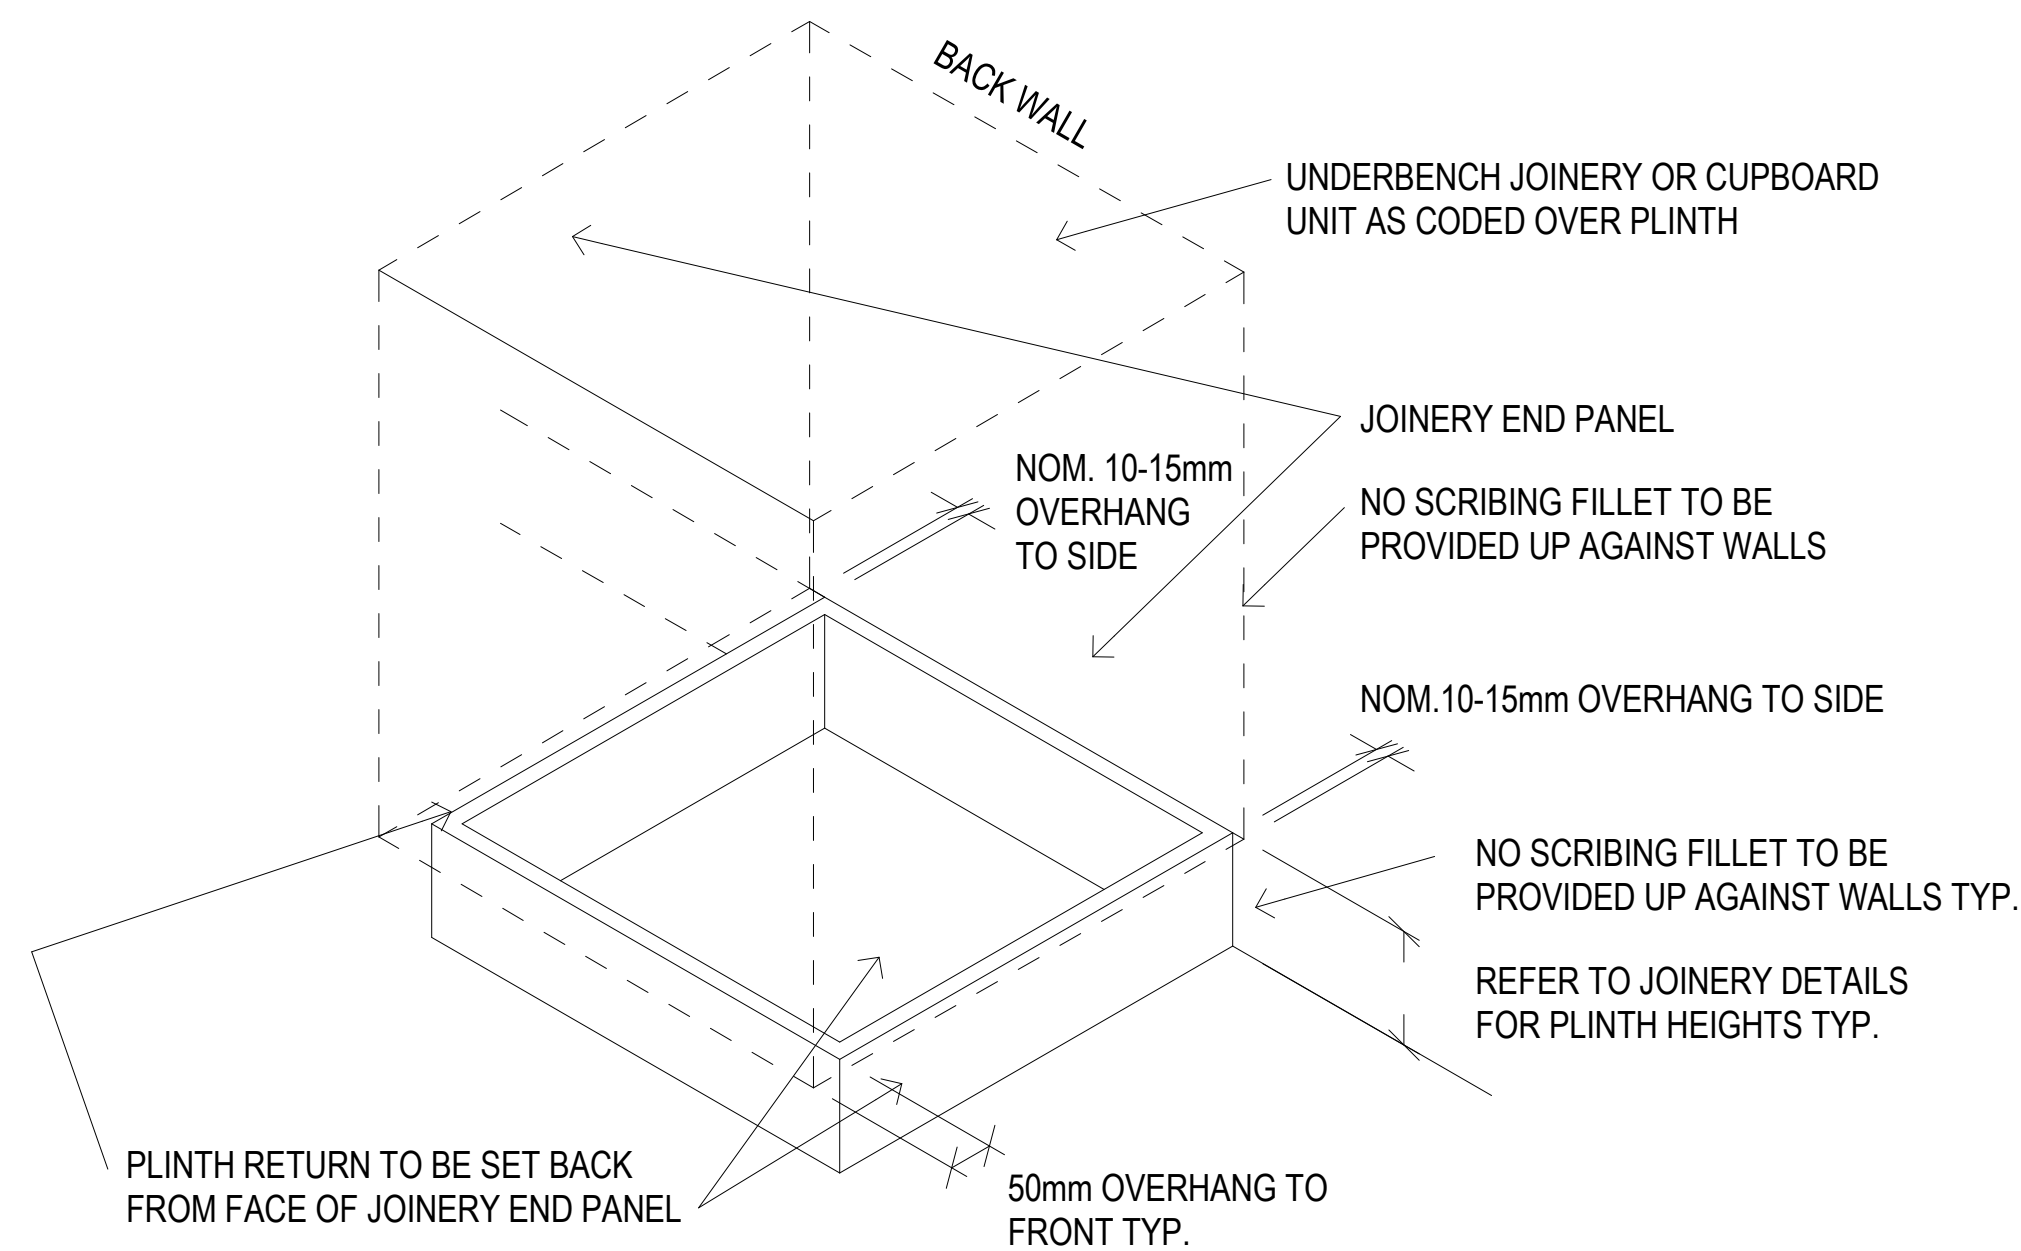 BACK WALL
UNDERBENCH JOINERY OR CUPBOARD
UNIT AS CODED OVER PLINTH
JOINERY END PANEL
NOM. 10-15mm
OVERHANG
TO SIDE
NO SCRIBING FILLET TO BE
PROVIDED UP AGAINST WALLS
NOM.10-15mm OVERHANG TO SIDE
NO SCRIBING FILLET TO BE
PROVIDED UP AGAINST WALLS TYP.
REFER TO JOINERY DETAILS
FOR PLINTH HEIGHTS TYP.
PLINTH RETURN TO BE SET BACK
FROM FACE OF JOINERY END PANEL
50mm OVERHANG TO
FRONT TYP.